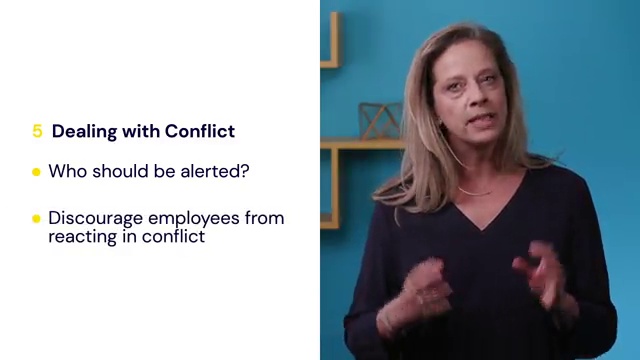 5 Dealing with Conflict
Who should be alerted?
Discourage employees from
reacting in conflict